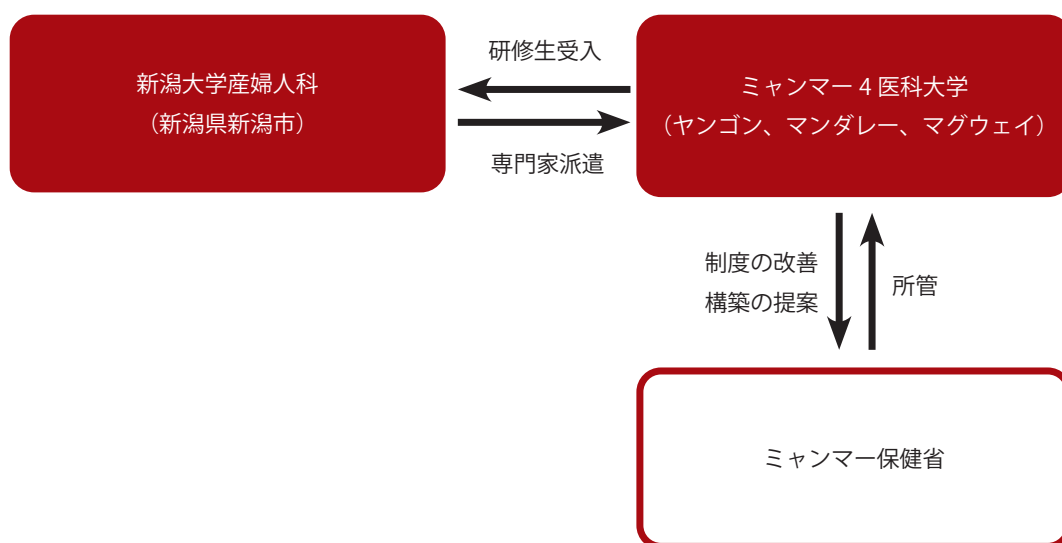 新潟大学産婦人科
（新潟県新潟市）
研修生受入
専門家派遣
ミャンマー 4 医科大学
（ヤンゴン、マンダレー、マグウェイ）
制度の改善
構築の提案
所管
ミャンマー保健省